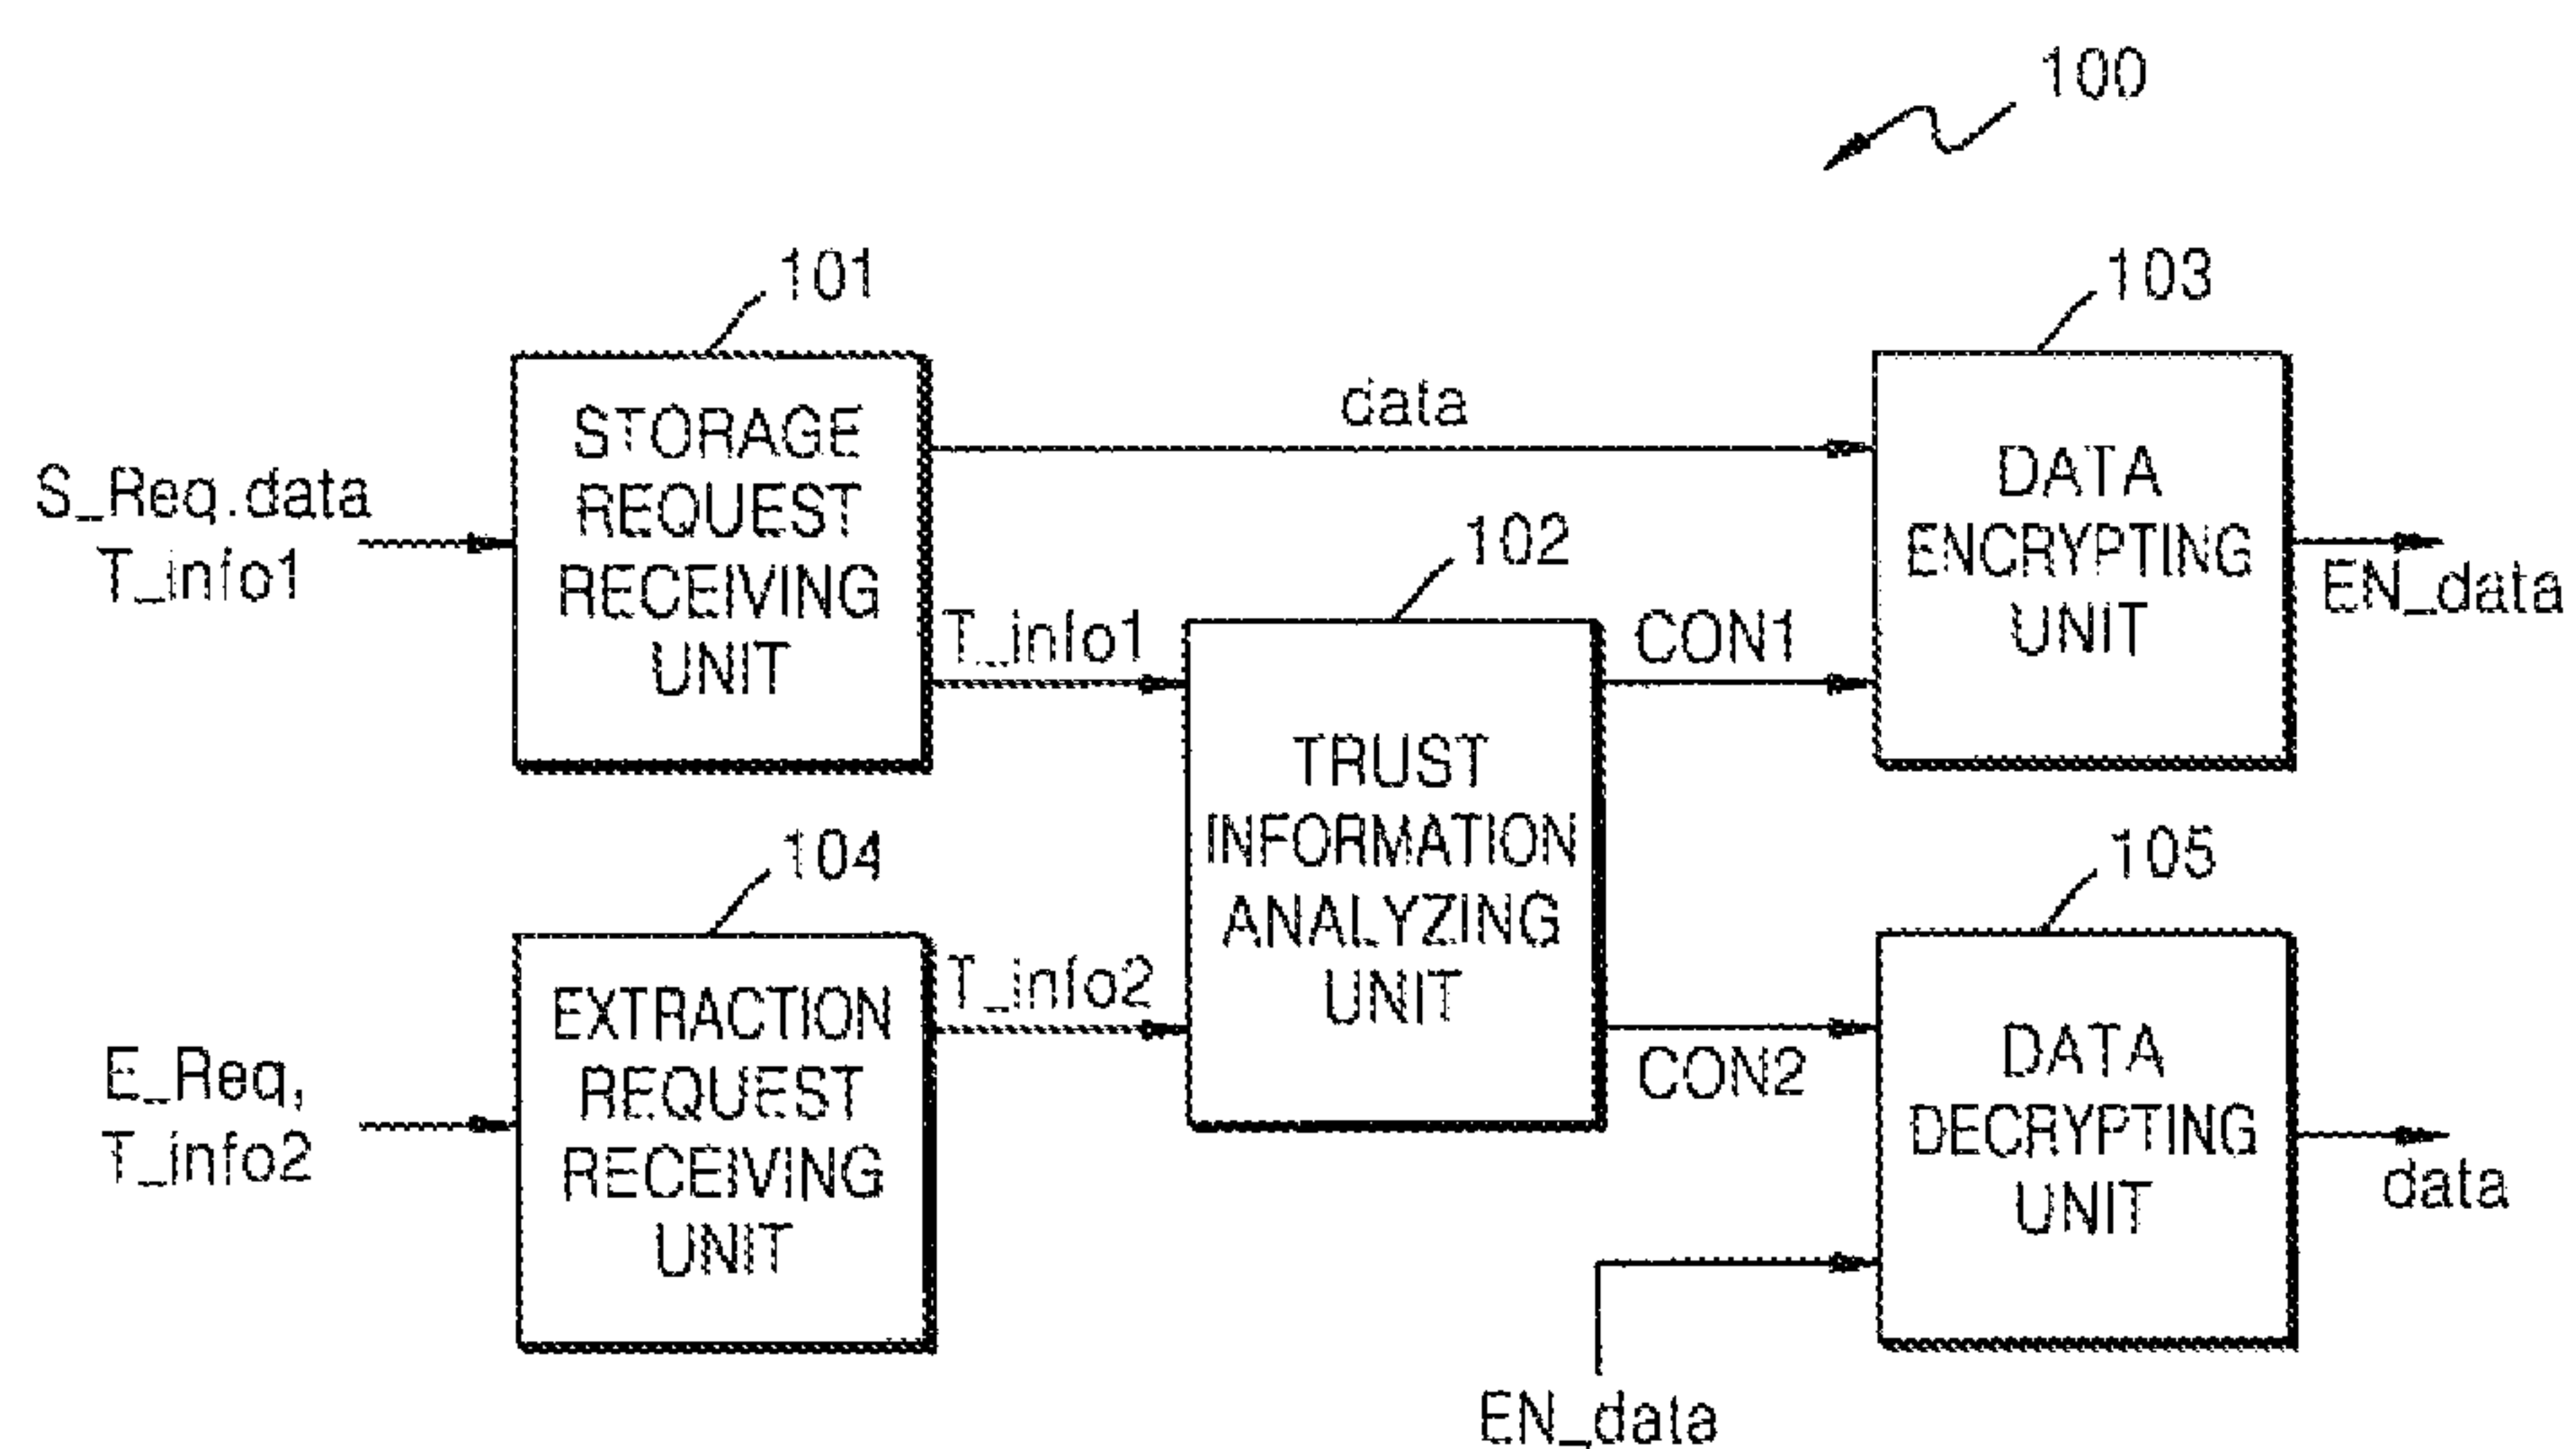 100
101
103
STORAGE
REQUEST
RECEIVING
UNIT
data
DATA
ENCRYPTING
UNIT
S_Req.data
T_info1
102
EN_data
T_info1
CON1
TRUST
INFORMATION
ANALYZING
UNIT
104
105
EXTRACTION
REQUEST
RECEIVING
UNIT
T_info2
CON2
DATA
DECRYPTING
UNIT
E_Req,
T_info2
data
EN_data